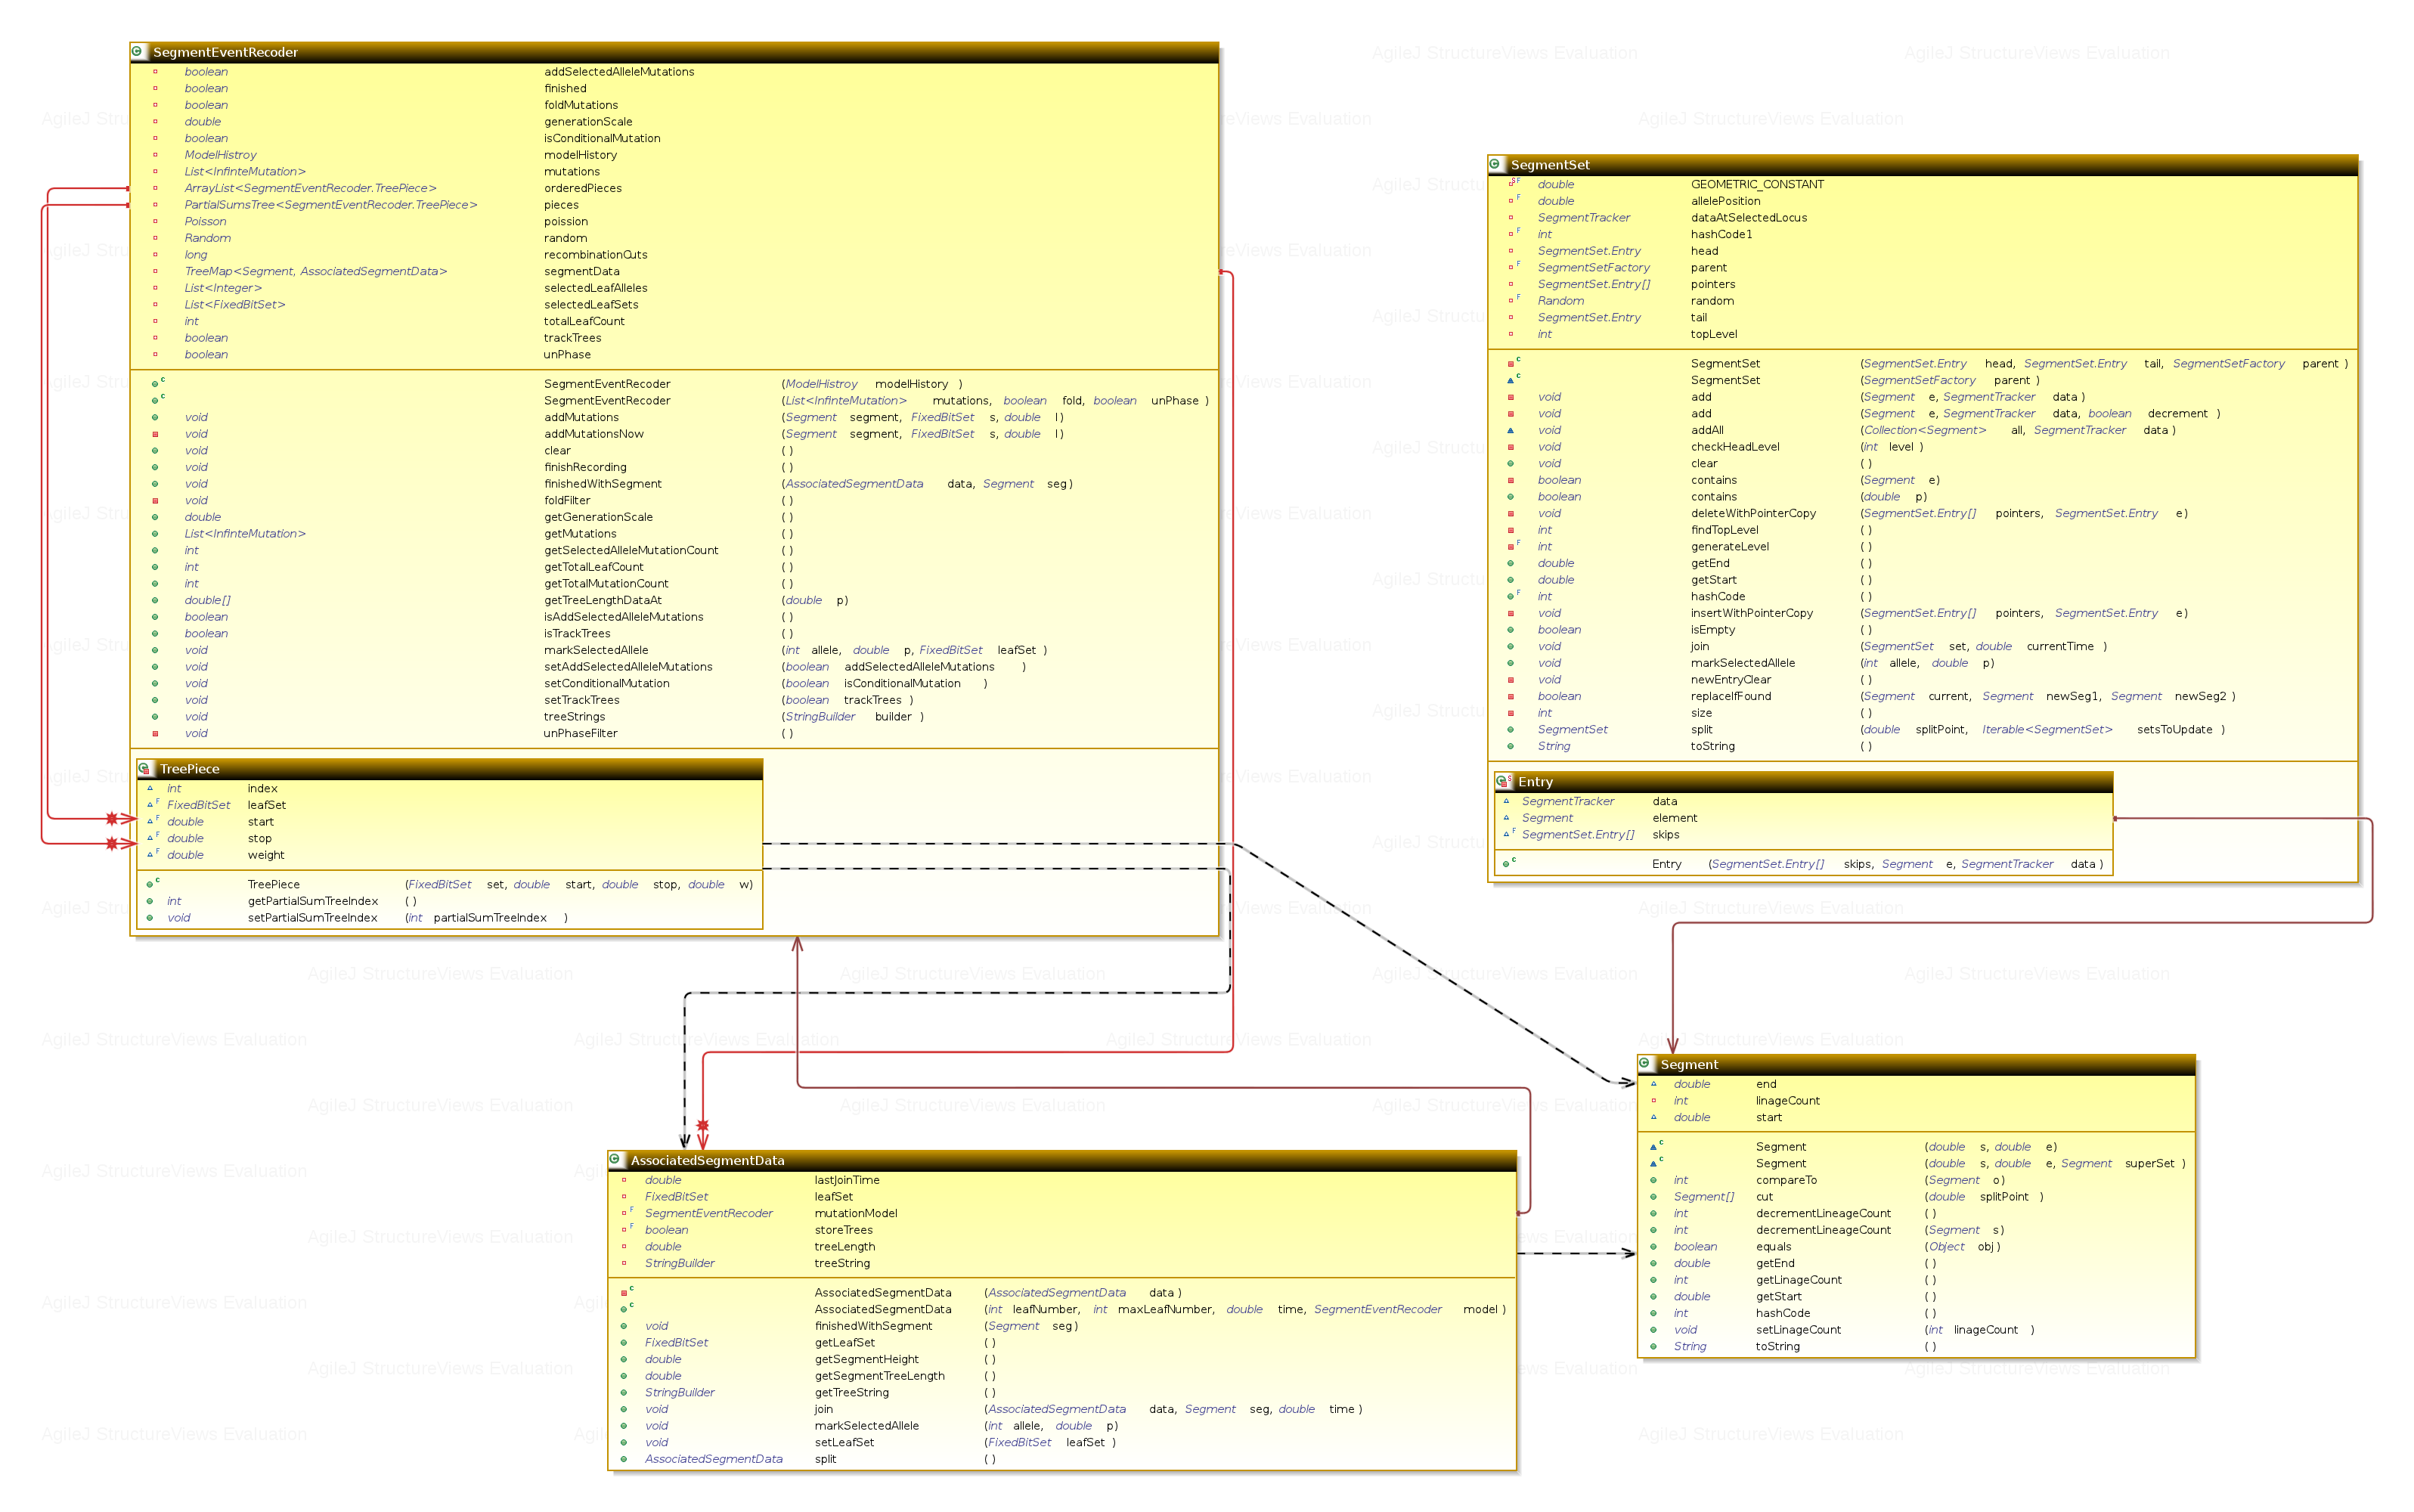 SegmentEventRecoder
boolean addSelectedAlleleMutations
boolean finished
boolean foldMutations
double generationScale
boolean isConditionalMutation
ModelHistroy modelHistory
List<InfinteMutation> mutations
ArrayList<SegmentEventRecoder.TreePiece> orderedPieces
PartialSumsTree<SegmentEventRecoder.TreePiece> pieces
Poisson poission
Random random
long recombinationCuts
TreeMap<Segment, AssociatedSegmentData> segmentData
List<Integer> selectedLeafAlleles
List<FixedBitSet> selectedLeafSets
int totalLeafCount
boolean trackTrees
boolean unPhase
SegmentEventRecoder (ModelHistroy modelHistory )
SegmentEventRecoder (List<InfinteMutation> mutations, boolean fold, boolean unPhase )
void addMutations (Segment segment, FixedBitSet s, double l)
void addMutationsNow (Segment segment, FixedBitSet s, double l)
void clear ( )
void finishRecording ( )
void finishedWithSegment (AssociatedSegmentData data, Segment seg)
void foldFilter ( )
double getGenerationScale ( )
List<InfinteMutation> getMutations ( )
int getSelectedAlleleMutationCount ( )
int getTotalLeafCount ( )
int getTotalMutationCount ( )
double[] getTreeLengthDataAt (double p)
boolean isAddSelectedAlleleMutations ( )
boolean isTrackTrees ( )
void markSelectedAllele (int allele, double p, FixedBitSet leafSet )
void setAddSelectedAlleleMutations (boolean addSelectedAlleleMutations )
void setConditionalMutation (boolean isConditionalMutation )
void setTrackTrees (boolean trackTrees )
void treeStrings (StringBuilder builder )
void unPhaseFilter ( )
TreePiece
int index
F FixedBitSet leafSet
F double start
F double stop
F double weight
TreePiece (FixedBitSet set, double start, double stop, double w)
int getPartialSumTreeIndex ( )
void setPartialSumTreeIndex (int partialSumTreeIndex )
SegmentSet
S F double GEOMETRIC_CONSTANT
F double allelePosition
SegmentTracker dataAtSelectedLocus
F int hashCode1
SegmentSet.Entry head
F SegmentSetFactory parent
SegmentSet.Entry[] pointers
F Random random
SegmentSet.Entry tail
int topLevel
SegmentSet (SegmentSet.Entry head, SegmentSet.Entry tail, SegmentSetFactory parent )
SegmentSet (SegmentSetFactory parent )
void add (Segment e, SegmentTracker data )
void add (Segment e, SegmentTracker data, boolean decrement )
void addAll (Collection<Segment> all, SegmentTracker data )
void checkHeadLevel (int level )
void clear ( )
boolean contains (Segment e)
boolean contains (double p)
void deleteWithPointerCopy (SegmentSet.Entry[] pointers, SegmentSet.Entry e)
int findTopLevel ( )
F int generateLevel ( )
double getEnd ( )
double getStart ( )
F int hashCode ( )
void insertWithPointerCopy (SegmentSet.Entry[] pointers, SegmentSet.Entry e)
boolean isEmpty ( )
void join (SegmentSet set, double currentTime )
void markSelectedAllele (int allele, double p)
void newEntryClear ( )
boolean replaceIfFound (Segment current, Segment newSeg1, Segment newSeg2 )
int size ( )
SegmentSet split (double splitPoint, Iterable<SegmentSet> setsToUpdate )
String toString ( )
Entry
SegmentTracker data
Segment element
F SegmentSet.Entry[] skips
Entry (SegmentSet.Entry[] skips, Segment e, SegmentTracker data )
AssociatedSegmentData
double lastJoinTime
FixedBitSet leafSet
F SegmentEventRecoder mutationModel
F boolean storeTrees
double treeLength
StringBuilder treeString
AssociatedSegmentData (AssociatedSegmentData data )
AssociatedSegmentData (int leafNumber, int maxLeafNumber, double time, SegmentEventRecoder model )
void finishedWithSegment (Segment seg)
FixedBitSet getLeafSet ( )
double getSegmentHeight ( )
double getSegmentTreeLength ( )
StringBuilder getTreeString ( )
void join (AssociatedSegmentData data, Segment seg, double time )
void markSelectedAllele (int allele, double p)
void setLeafSet (FixedBitSet leafSet )
AssociatedSegmentData split ( )
Segment
double end
int linageCount
double start
Segment (double s, double e)
Segment (double s, double e, Segment superSet )
int compareTo (Segment o)
Segment[] cut (double splitPoint )
int decrementLineageCount ( )
int decrementLineageCount (Segment s)
boolean equals (Object obj )
double getEnd ( )
int getLinageCount ( )
double getStart ( )
int hashCode ( )
void setLinageCount (int linageCount )
String toString ( )
AgileJ StructureViews Evaluation